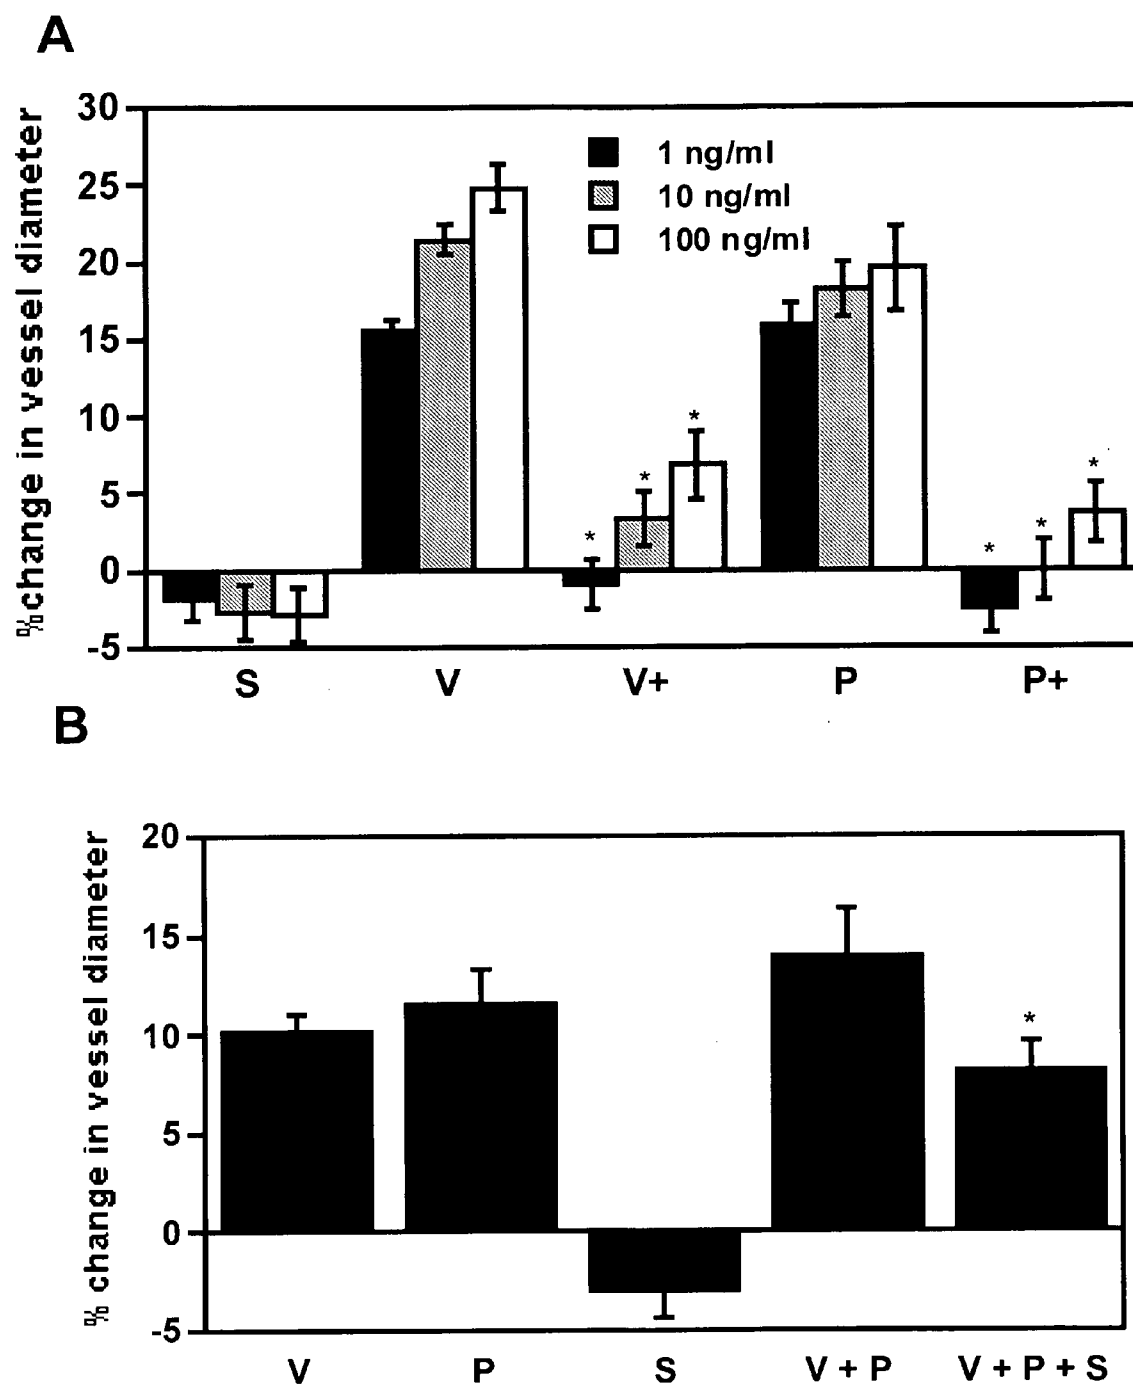 A
%change in vessel diameter
30
25
20
15
10
5
0
-5
1 ng/ml
10 ng/ml
100 ng/ml
*
*
*
*
*
*
S V V+ P P+
B
% change in vessel diameter
20
15
10
5
0
-5
*
V P S V + P V + P + S